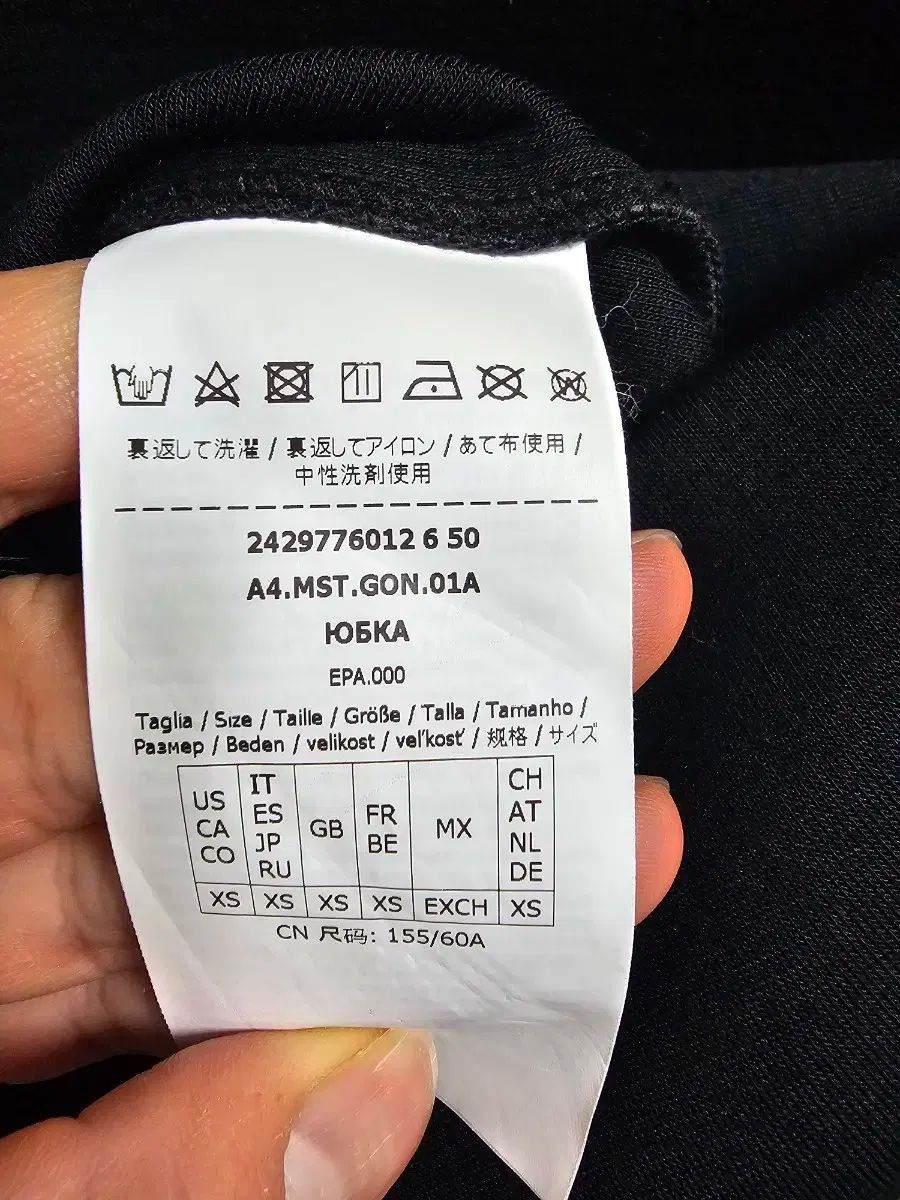 裏返して洗濯 / 裏返してアイロン / あて布使用 /
中性洗剤使用
2429776012 6 50
A4.MST.GON.01A
ЮБКА
EPA.000
Taglia / Size / Taille / Größe / Talla / Tamanho /
Размер / Beden / velikost / veľkosť / 规格 / サイズ
US CA CO
IT ES JP RU
GB
FR BE
MX
CH AT NL DE
XS XS XS XS EXCH XS
CN 尺码: 155/60A